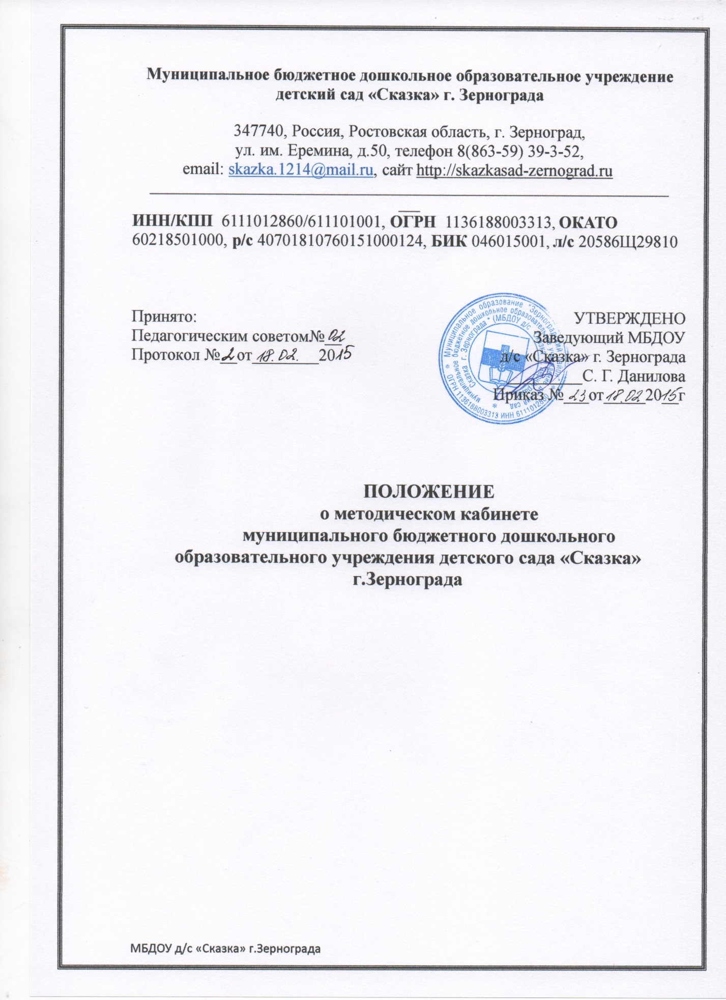 Муниципальное бюджетное дошкольное образовательное учреждение
детский сад «Сказка» г. Зернограда
347740, Россия, Ростовская область, г. Зерноград,
ул. им. Еремина, д.50, телефон 8(863-59) 39-3-52,
email: skazka.1214@mail.ru, сайт http://skazkasad-zernograd.ru
ИНН/КПП 6111012860/611101001, ОГРН 1136188003313, ОКАТО
60218501000, р/с 40701810760151000124, БИК 046015001, л/с 20586Щ29810
Принято:
Педагогическим советом№ 02
Протокол № 2 от 18.02. 2015
УТВЕРЖДЕНО
Заведующий МБДОУ
д/с «Сказка» г. Зернограда
С. Г. Данилова
Приказ № 23 от 18.02 2015г
Муниципальное образование "Зерноградский район"
ОГРН 1136188003313 ИНН 6111012860
муниципальное бюджетное дошкольное образовательное учреждение детский сад
Сказка г. Зернограда * (МБДОУ д/с Сказка г. Зернограда
ПОЛОЖЕНИЕ
о методическом кабинете
муниципального бюджетного дошкольного
образовательного учреждения детского сада «Сказка»
г.Зернограда
МБДОУ д/с «Сказка» г.Зернограда